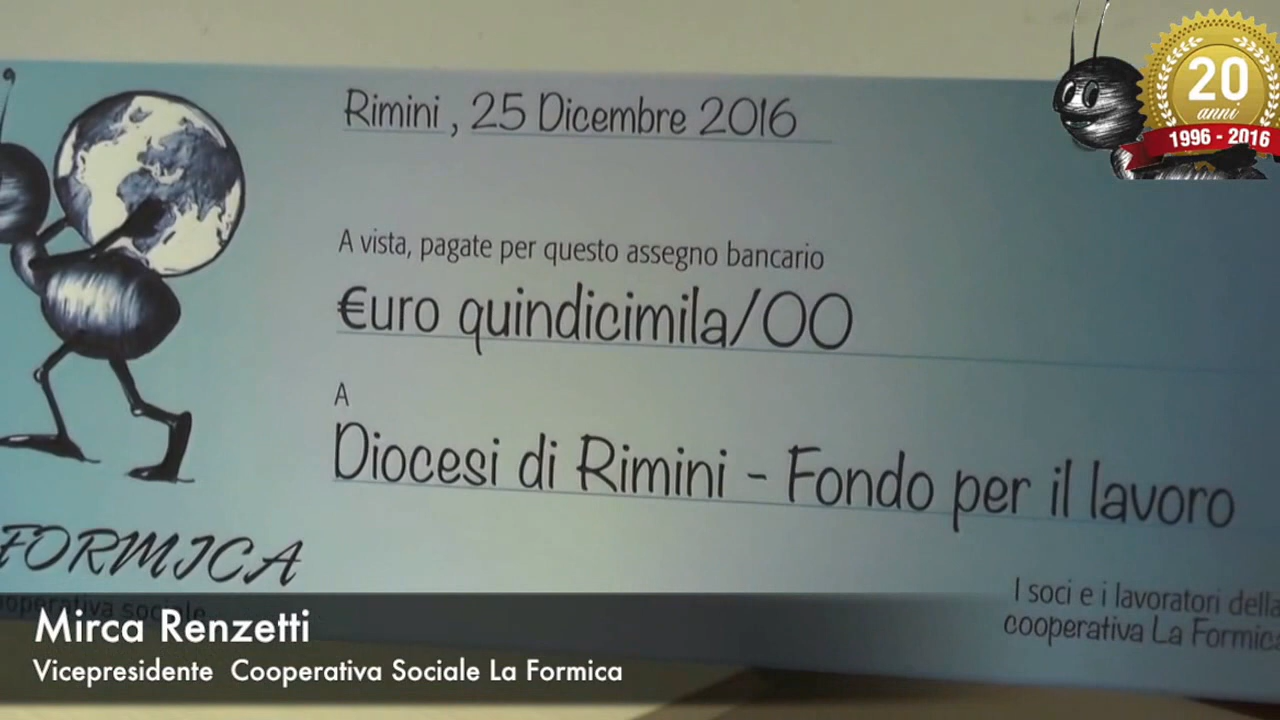 Rimini , 25 Dicembre 2016
20
anni
1996 - 2016
A vista, pagate per questo assegno bancario
€uro quindicimila/00
A
Diocesi di Rimini - Fondo per il lavoro
FORMICA
sociale
I soci e i lavoratori della
cooperativa La Formica
Mirca Renzetti
Vicepresidente Cooperativa Sociale La Formica